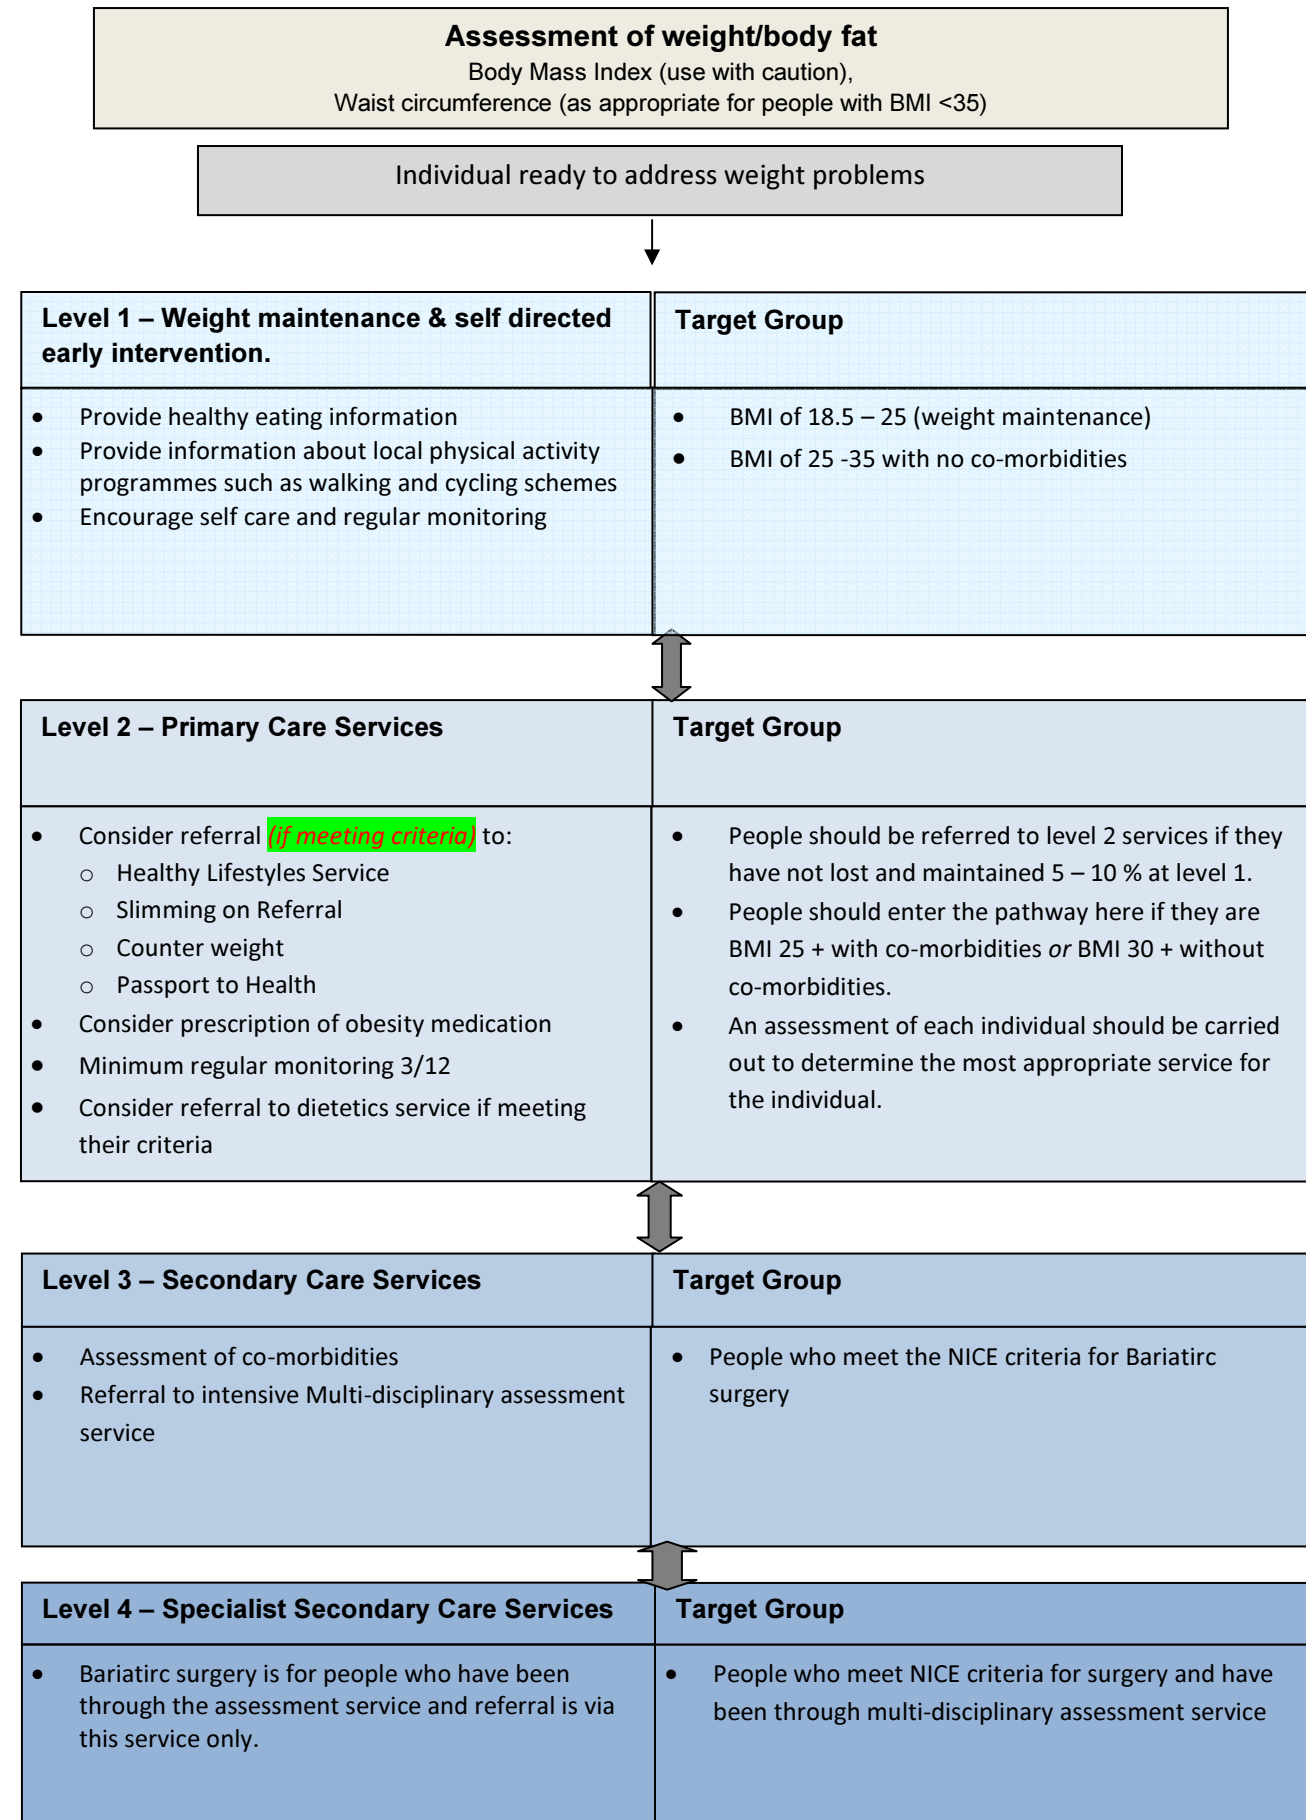 Assessment of weight/body fat
Body Mass Index (use with caution),
Waist circumference (as appropriate for people with BMI <35)
Individual ready to address weight problems
Level 1 – Weight maintenance & self directed
early intervention.
Target Group
• Provide healthy eating information
• Provide information about local physical activity
programmes such as walking and cycling schemes
• Encourage self care and regular monitoring
• BMI of 18.5 – 25 (weight maintenance)
• BMI of 25 -35 with no co-morbidities
Level 2 – Primary Care Services
Target Group
• Consider referral (if meeting criteria) to:
o Healthy Lifestyles Service
o Slimming on Referral
o Counter weight
o Passport to Health
• Consider prescription of obesity medication
• Minimum regular monitoring 3/12
• Consider referral to dietetics service if meeting
their criteria
• People should be referred to level 2 services if they
have not lost and maintained 5 – 10 % at level 1.
• People should enter the pathway here if they are
BMI 25 + with co-morbidities or BMI 30 + without
co-morbidities.
• An assessment of each individual should be carried
out to determine the most appropriate service for
the individual.
Level 3 – Secondary Care Services
Target Group
• Assessment of co-morbidities
• Referral to intensive Multi-disciplinary assessment
service
• People who meet the NICE criteria for Bariatirc
surgery
Level 4 – Specialist Secondary Care Services
Target Group
• Bariatirc surgery is for people who have been
through the assessment service and referral is via
this service only.
• People who meet NICE criteria for surgery and have
been through multi-disciplinary assessment service